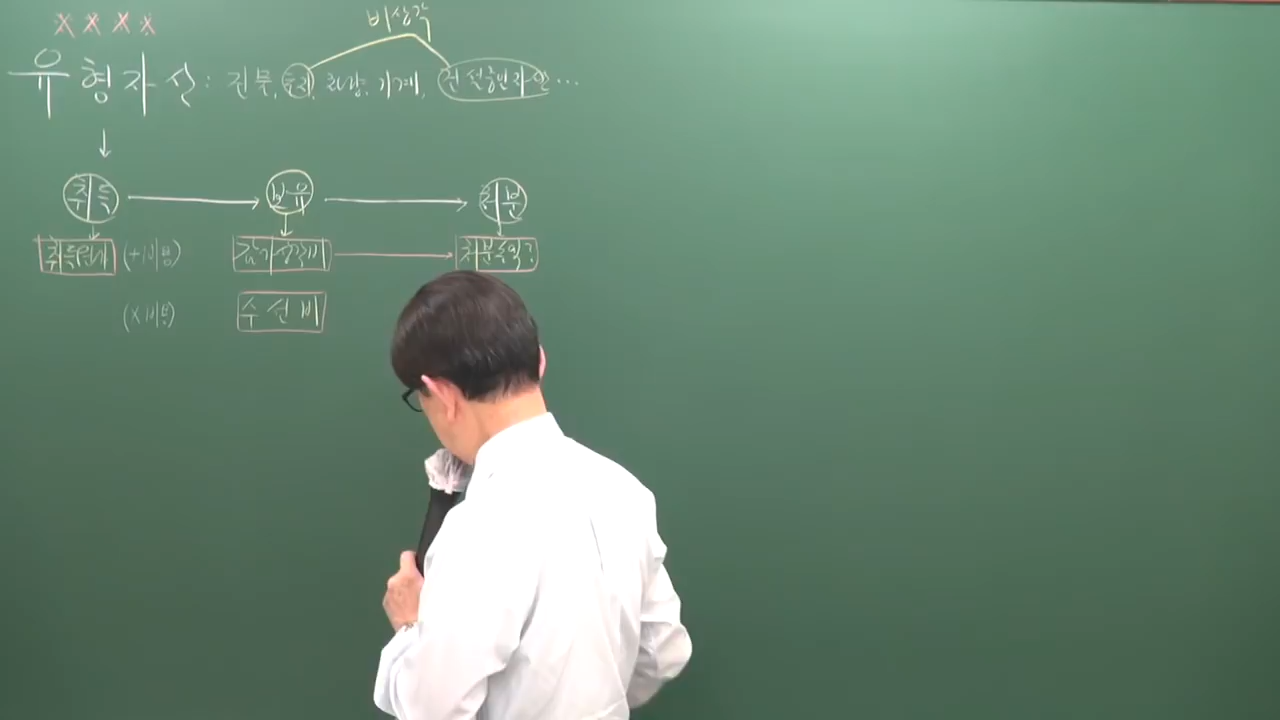 ×××× 비상각
유형자산 : 건물, 토지, 차량, 기계, 건설중인자산 …
↓
취득 → 보유 → 처분
취득원가 (+비용) 감가상각비 → 처분손익?
(×비용) 수선비